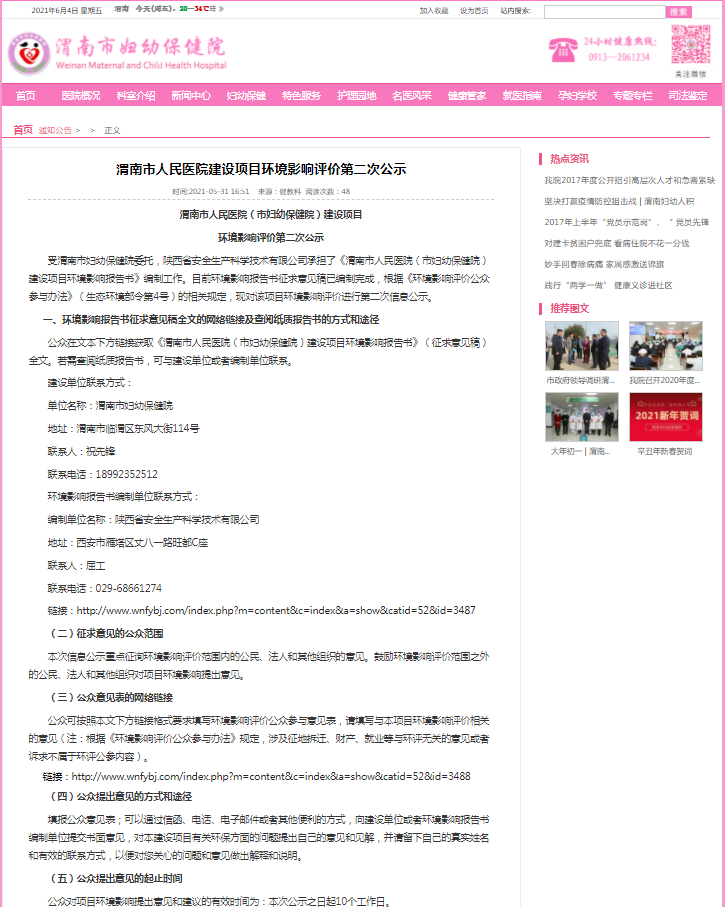 2021年6月4日 星期五 渭南 今天(周五)。20~34℃
加入收藏 设为首页 站内搜索: 搜索
渭南市妇幼保健院
Weinan Maternal and Child Health Hospital
24小时健康热线:
0913—2061234
关注微信
首页 医院概况 科室介绍 新闻中心 妇幼保健 特色服务 护理园地 名医风采 健康管家 就医指南 孕妇学校 专题专栏 司法鉴定
首页 通知公告 > > 正文
渭南市人民医院建设项目环境影响评价第二次公示
时间:2021-05-31 16:51 来源：健教科 阅读次数：48
渭南市人民医院（市妇幼保健院）建设项目
环境影响评价第二次公示
受渭南市妇幼保健院委托，陕西省安全生产科学技术有限公司承担了《渭南市人民医院（市妇幼保健院）
建设项目环境影响报告书》编制工作。目前环境影响报告书征求意见稿已编制完成，根据《环境影响评价公众
参与办法》（生态环境部令第4号）的相关规定，现对该项目环境影响评价进行第二次信息公示。
一、环境影响报告书征求意见稿全文的网络链接及查阅纸质报告书的方式和途径
公众在文本下方链接获取《渭南市人民医院（市妇幼保健院）建设项目环境影响报告书》（征求意见稿）
全文。若需查阅纸质报告书，可与建设单位或者编制单位联系。
建设单位联系方式：
单位名称：渭南市妇幼保健院
地址：渭南市临渭区东风大街114号
联系人：祝先锋
联系电话：18992352512
环境影响报告书编制单位联系方式：
编制单位名称：陕西省安全生产科学技术有限公司
地址：西安市雁塔区丈八一路旺都C座
联系人：屈工
联系电话：029-68661274
链接：http://www.wnfybj.com/index.php?m=content&c=index&a=show&catid=52&id=3487
（二）征求意见的公众范围
本次信息公示重点征询环境影响评价范围内的公民、法人和其他组织的意见。鼓励环境影响评价范围之外
的公民、法人和其他组织对项目环境影响提出意见。
（三）公众意见表的网络链接
公众可按照本文下方链接格式要求填写环境影响评价公众参与意见表，请填写与本项目环境影响评价相关
的意见（注：根据《环境影响评价公众参与办法》规定，涉及征地拆迁、财产、就业等与环评无关的意见或者
诉求不属于环评公参内容）。
链接：http://www.wnfybj.com/index.php?m=content&c=index&a=show&catid=52&id=3488
（四）公众提出意见的方式和途径
填报公众意见表；可以通过信函、电话、电子邮件或者其他便利的方式，向建设单位或者环境影响报告书
编制单位提交书面意见，对本建设项目有关环保方面的问题提出自己的意见和见解，并请留下自己的真实姓名
和有效的联系方式，以便对您关心的问题和意见做出解释和说明。
（五）公众提出意见的起止时间
公众对项目环境影响提出意见和建议的有效时间为：本次公示之日起10个工作日。
热点资讯
我院2017年度公开招引高层次人才和急需紧缺
坚决打赢疫情防控阻击战 | 渭南妇幼人积
2017年上半年“党员示范岗”、“党员先锋
对建卡贫困户兜底 看病住院不花一分钱
妙手回春除病痛 家属感激送锦旗
践行“两学一做” 健康义诊进社区
推荐图文
市政府领导调研渭... 我院召开2020年度...
2021新年贺词
大年初一 | 渭南... 辛丑年新春贺词